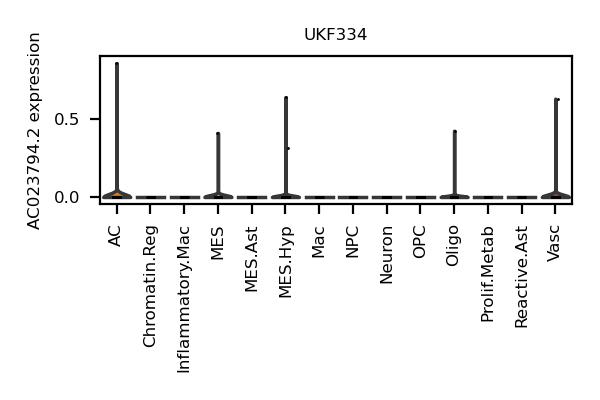 UKF334
AC023794.2 expression
0.5
0.0
AC
Chromatin.Reg
Inflammatory.Mac
MES
MES.Ast
MES.Hyp
Mac
NPC
Neuron
OPC
Oligo
Prolif.Metab
Reactive.Ast
Vasc